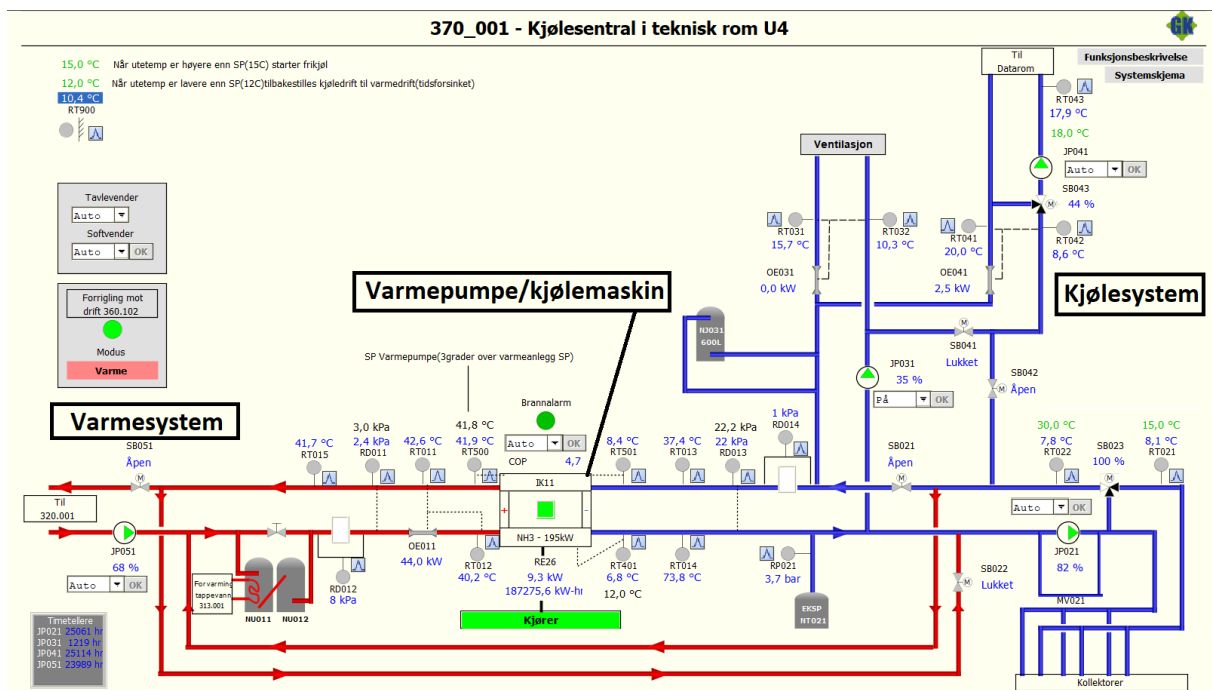 370_001 - Kjølesentral i teknisk rom U4
GK
15,0 °C Når utetemp er høyere enn SP(15C) starter frikjøl
12,0 °C Når utetemp er lavere enn SP(12C)tilbakestilles kjøledrift til varmedrift(tidsforsinket)
10,4 °C
RT900
Funksjonsbeskrivelse
Systemskjema
Til
Datarom
RT043
17,9 °C
18,0 °C
JP041
Auto OK
SB043
44 %
M
Ventilasjon
RT031
15,7 °C
RT032
10,3 °C
RT041
20,0 °C
RT042
8,6 °C
OE031
0,0 kW
OE041
2,5 kW
Tavlevender
Auto
Softvender
Auto OK
Forrigling mot
drift 360.102
Modus
Varme
Varmepumpe/kjølemaskin
Kjølesystem
Varmesystem
NJ031
600L
M
SB041
Lukket
JP031
35 %
På OK
SB042
M Åpen
SP Varmepumpe(3grader over varmeanlegg SP)
Brannalarm
Auto OK
COP 4,7
SB051
Åpen
M
41,7 °C
RT015
3,0 kPa
2,4 kPa
RD011
42,6 °C
RT011
41,8 °C
41,9 °C
RT500
8,4 °C
RT501
37,4 °C
RT013
22,2 kPa
22 kPa
RD013
1 kPa
RD014
SB021
Åpen
M
30,0 °C
7,8 °C
RT022
SB023
100 %
M
15,0 °C
8,1 °C
RT021
IK11
+ -
NH3 - 195kW
Til
320.001
JP051
68 %
Auto OK
Forvarming
tappevann
313.001
NU011
NU012
RD012
8 kPa
OE011
44,0 kW
RT012
40,2 °C
RE26
9,3 kW
187275,6 kW-hr
Kjører
RT401
6,8 °C
12,0 °C
RT014
73,8 °C
RP021
3,7 bar
EKSP
NT021
Auto OK
JP021
82 %
MV021
SB022
M Lukket
Timetellere
JP021 25061 hr
JP031 1219 hr
JP041 25114 hr
JP051 23989 hr
Kollektorer